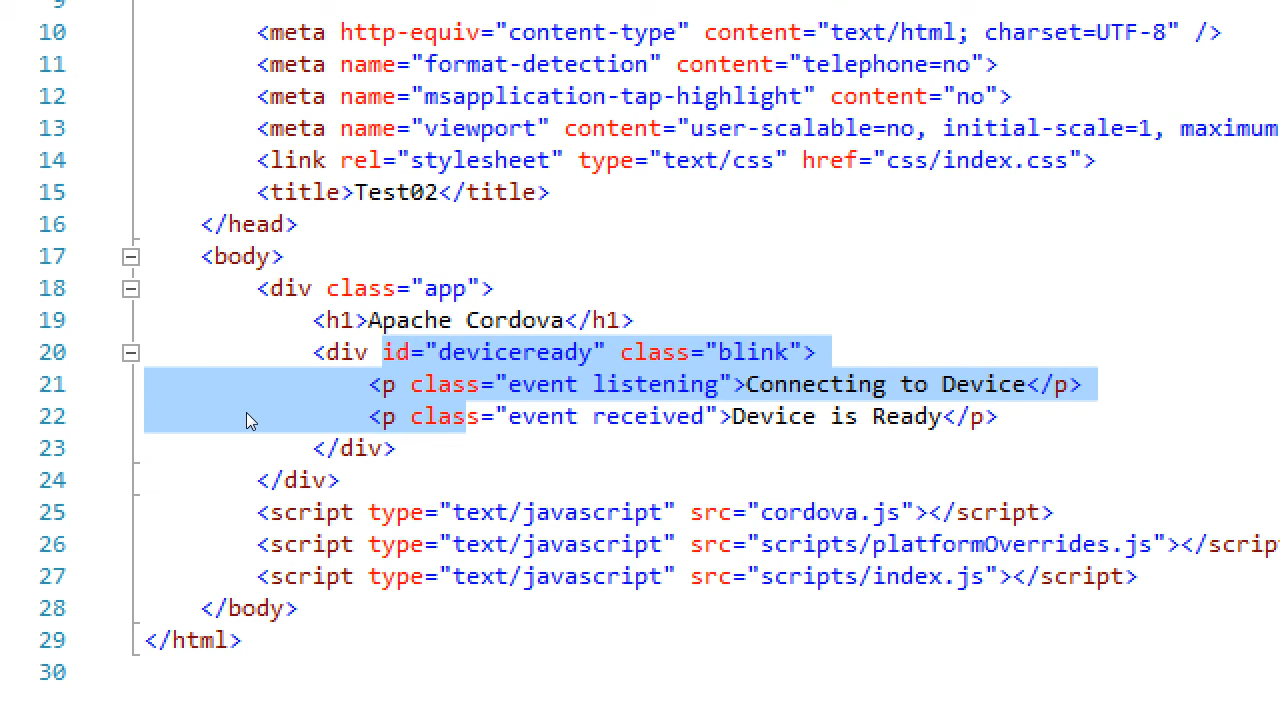 9
10 <meta http-equiv="content-type" content="text/html; charset=UTF-8" />
11 <meta name="format-detection" content="telephone=no">
12 <meta name="msapplication-tap-highlight" content="no">
13 <meta name="viewport" content="user-scalable=no, initial-scale=1, maximum
14 <link rel="stylesheet" type="text/css" href="css/index.css">
15 <title>Test02</title>
16 </head>
17 <body>
18 <div class="app">
19 <h1>Apache Cordova</h1>
20 <div id="deviceready" class="blink">
21 <p class="event listening">Connecting to Device</p>
22 <p class="event received">Device is Ready</p>
23 </div>
24 </div>
25 <script type="text/javascript" src="cordova.js"></script>
26 <script type="text/javascript" src="scripts/platformOverrides.js"></scrip
27 <script type="text/javascript" src="scripts/index.js"></script>
28 </body>
29 </html>
30